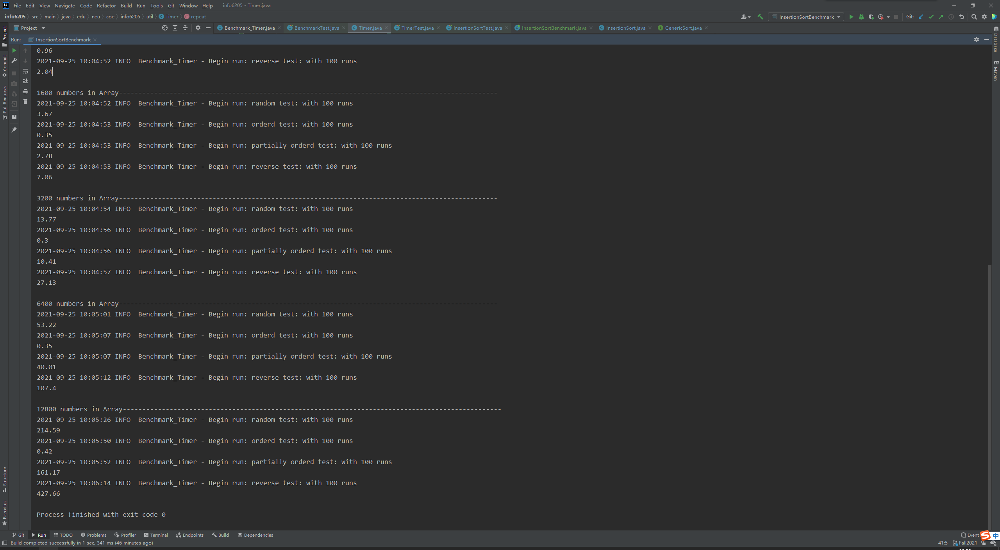 File Edit View Navigate Code Refactor Build Run Tools Git Window Help info6205 - Timer.java
info6205 src main java edu neu coe info6205 util Timer repeat InsertionSortBenchmark Git:
Project Benchmark_Timer.java BenchmarkTest.java Timer.java TimerTest.java InsertionSortTest.java InsertionSortBenchmark.java InsertionSort.java GenericSort.java
Run: InsertionSortBenchmark
0.96
2021-09-25 10:04:52 INFO  Benchmark_Timer - Begin run: reverse test: with 100 runs
2.04
1600 numbers in Array-------------------------------------------------------------------------------------------------
2021-09-25 10:04:52 INFO  Benchmark_Timer - Begin run: random test: with 100 runs
3.67
2021-09-25 10:04:53 INFO  Benchmark_Timer - Begin run: orderd test: with 100 runs
0.35
2021-09-25 10:04:53 INFO  Benchmark_Timer - Begin run: partially orderd test: with 100 runs
2.78
2021-09-25 10:04:53 INFO  Benchmark_Timer - Begin run: reverse test: with 100 runs
7.06
3200 numbers in Array-------------------------------------------------------------------------------------------------
2021-09-25 10:04:54 INFO  Benchmark_Timer - Begin run: random test: with 100 runs
13.77
2021-09-25 10:04:56 INFO  Benchmark_Timer - Begin run: orderd test: with 100 runs
0.3
2021-09-25 10:04:56 INFO  Benchmark_Timer - Begin run: partially orderd test: with 100 runs
10.41
2021-09-25 10:04:57 INFO  Benchmark_Timer - Begin run: reverse test: with 100 runs
27.13
6400 numbers in Array-------------------------------------------------------------------------------------------------
2021-09-25 10:05:01 INFO  Benchmark_Timer - Begin run: random test: with 100 runs
53.22
2021-09-25 10:05:07 INFO  Benchmark_Timer - Begin run: orderd test: with 100 runs
0.35
2021-09-25 10:05:07 INFO  Benchmark_Timer - Begin run: partially orderd test: with 100 runs
40.01
2021-09-25 10:05:12 INFO  Benchmark_Timer - Begin run: reverse test: with 100 runs
107.4
12800 numbers in Array-------------------------------------------------------------------------------------------------
2021-09-25 10:05:26 INFO  Benchmark_Timer - Begin run: random test: with 100 runs
214.59
2021-09-25 10:05:50 INFO  Benchmark_Timer - Begin run: orderd test: with 100 runs
0.42
2021-09-25 10:05:52 INFO  Benchmark_Timer - Begin run: partially orderd test: with 100 runs
161.17
2021-09-25 10:06:14 INFO  Benchmark_Timer - Begin run: reverse test: with 100 runs
427.66
Process finished with exit code 0
Project
Commit
Pull Requests
Structure
Favorites
Database
Maven
Git Run TODO Problems Profiler Terminal Endpoints Build Dependencies Event
中
Build completed successfully in 1 sec, 341 ms (46 minutes ago) 41:5 Fall2021